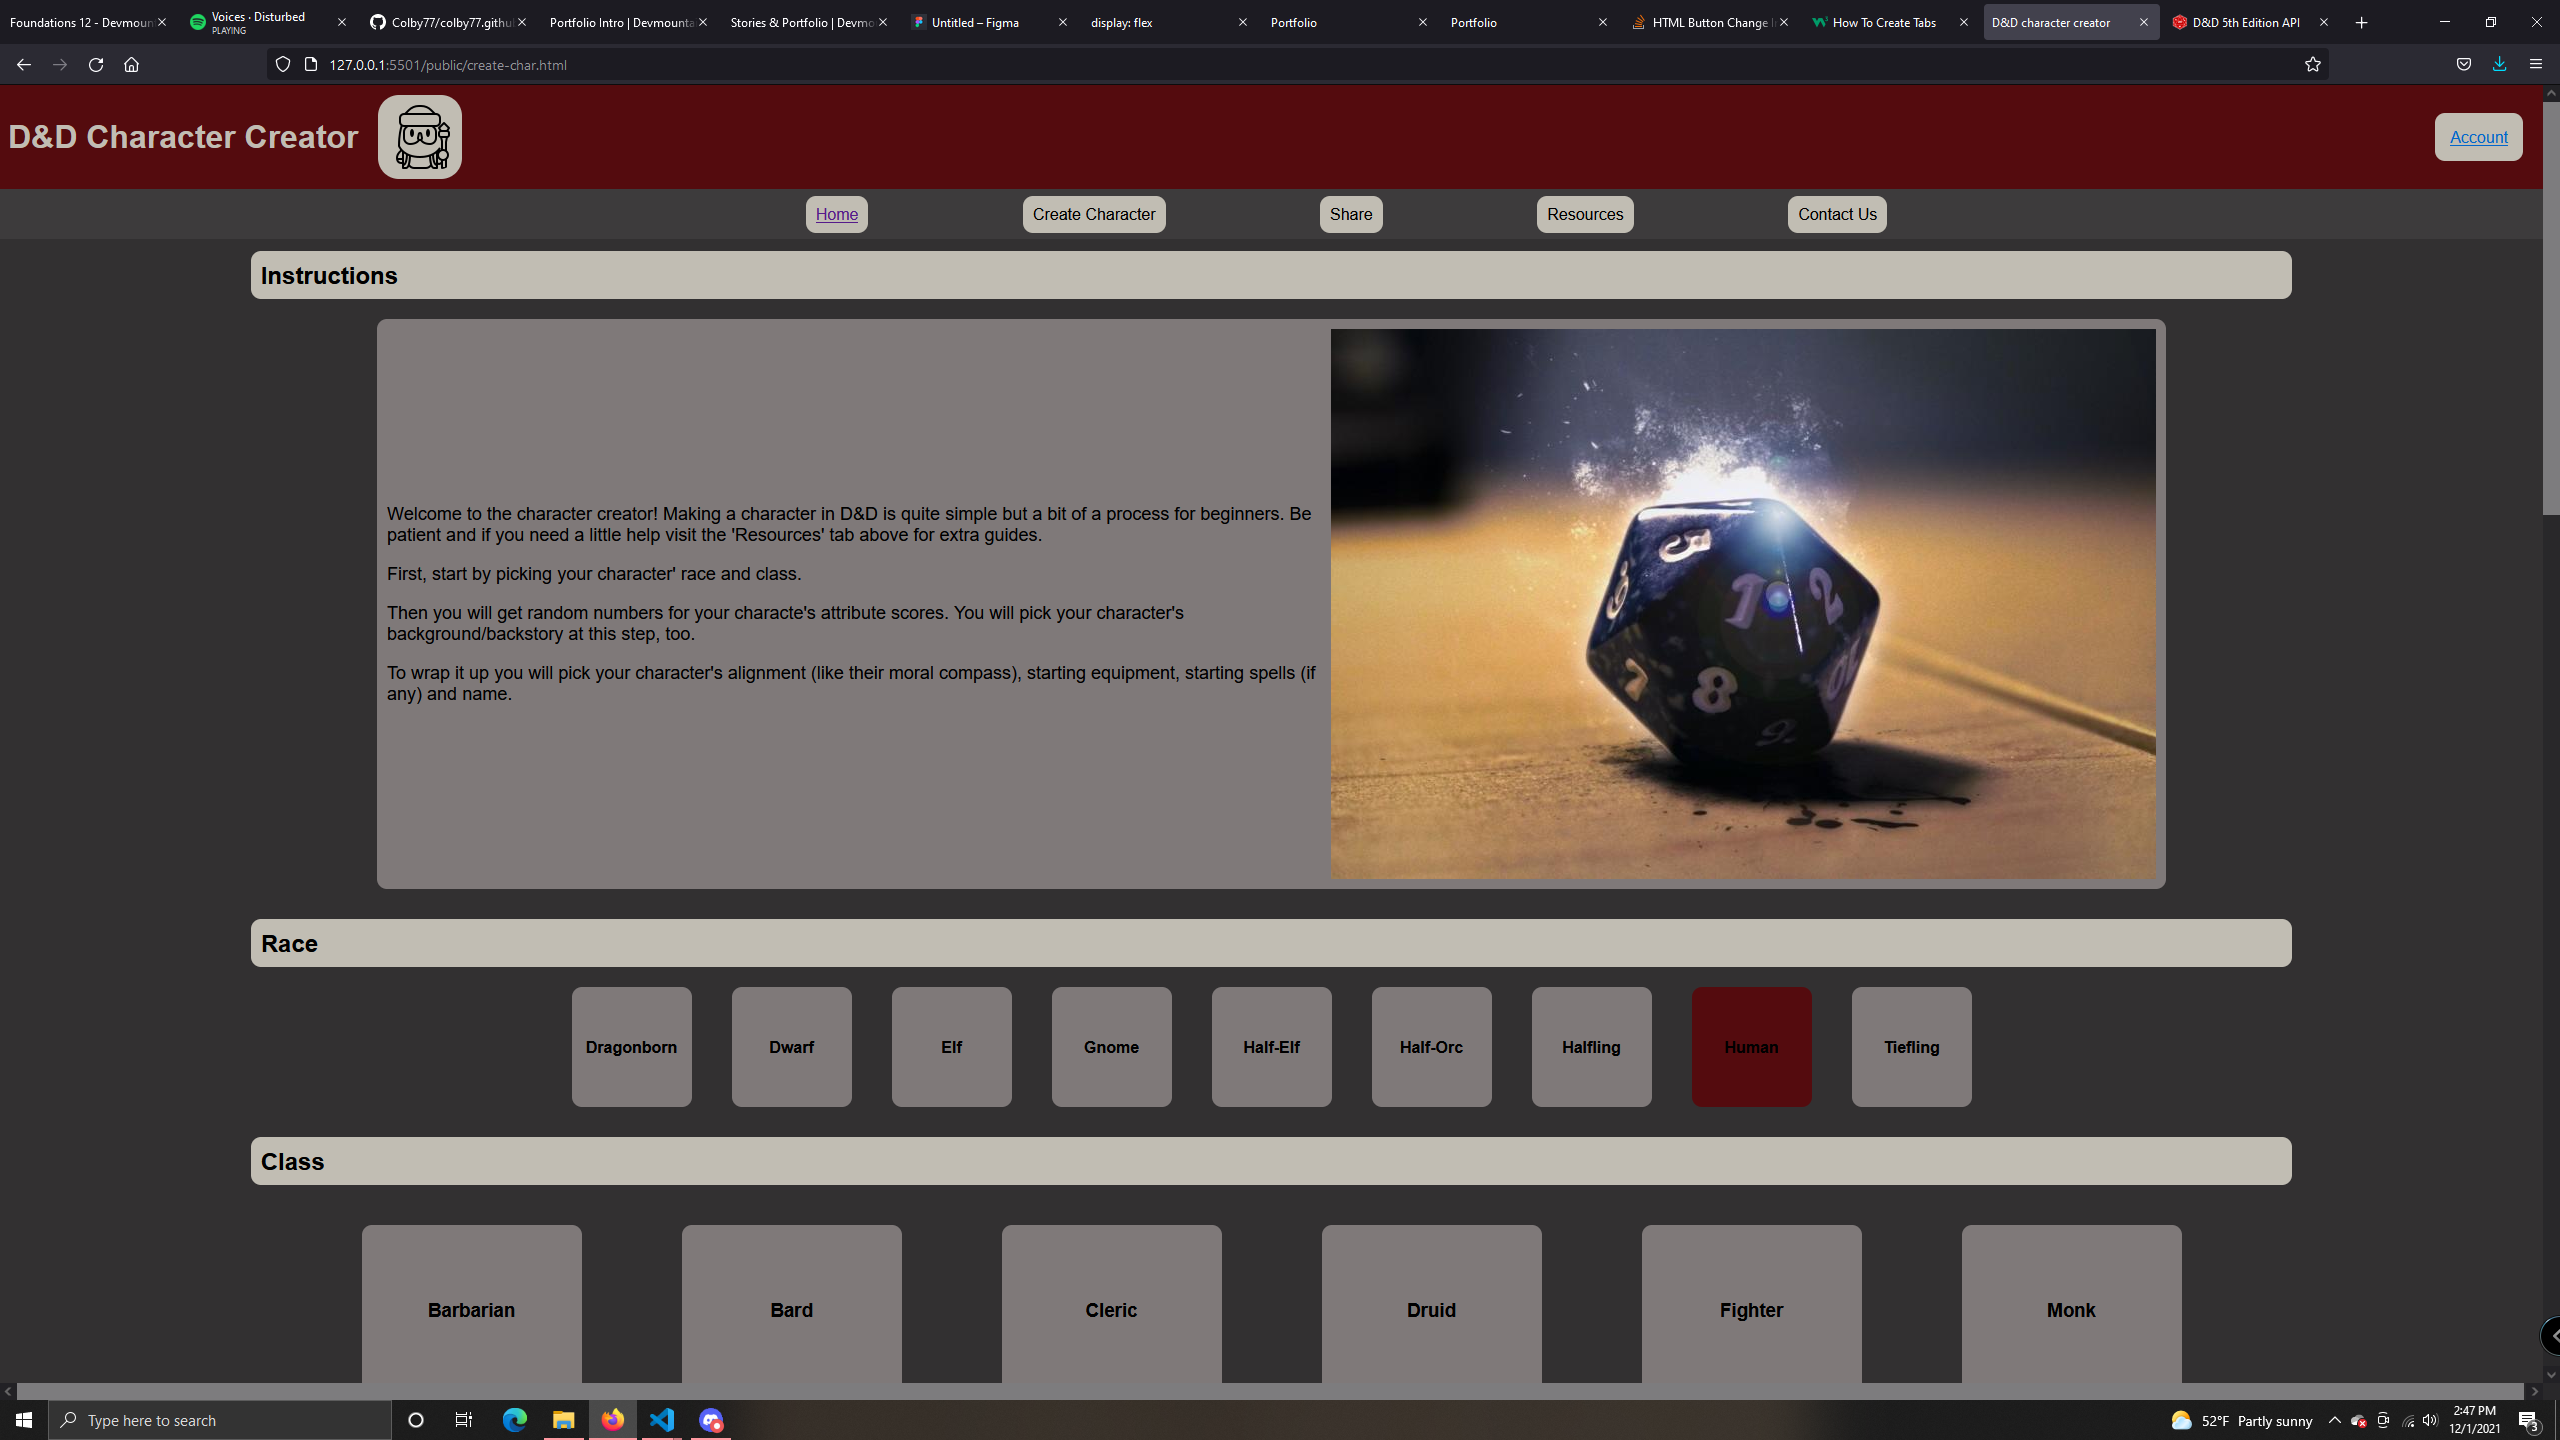 Foundations 12 - Devmoun
Voices · Disturbed
PLAYING
Colby77/colby77.githu
Portfolio Intro | Devmounta
Stories & Portfolio | Devmo
Untitled – Figma
display: flex
Portfolio
Portfolio
HTML Button Change I
How To Create Tabs
D&D character creator
D&D 5th Edition API
127.0.0.1:5501/public/create-char.html
D&D Character Creator
Account
Home
Create Character
Share
Resources
Contact Us
Instructions
Welcome to the character creator! Making a character in D&D is quite simple but a bit of a process for beginners. Be
patient and if you need a little help visit the 'Resources' tab above for extra guides.
First, start by picking your character' race and class.
Then you will get random numbers for your characte's attribute scores. You will pick your character's
background/backstory at this step, too.
To wrap it up you will pick your character's alignment (like their moral compass), starting equipment, starting spells (if
any) and name.
5
12
8
7
Race
Dragonborn
Dwarf
Elf
Gnome
Half-Elf
Half-Orc
Halfling
Human
Tiefling
Class
Barbarian
Bard
Cleric
Druid
Fighter
Monk
Type here to search
52°F Partly sunny
2:47 PM
12/1/2021
3